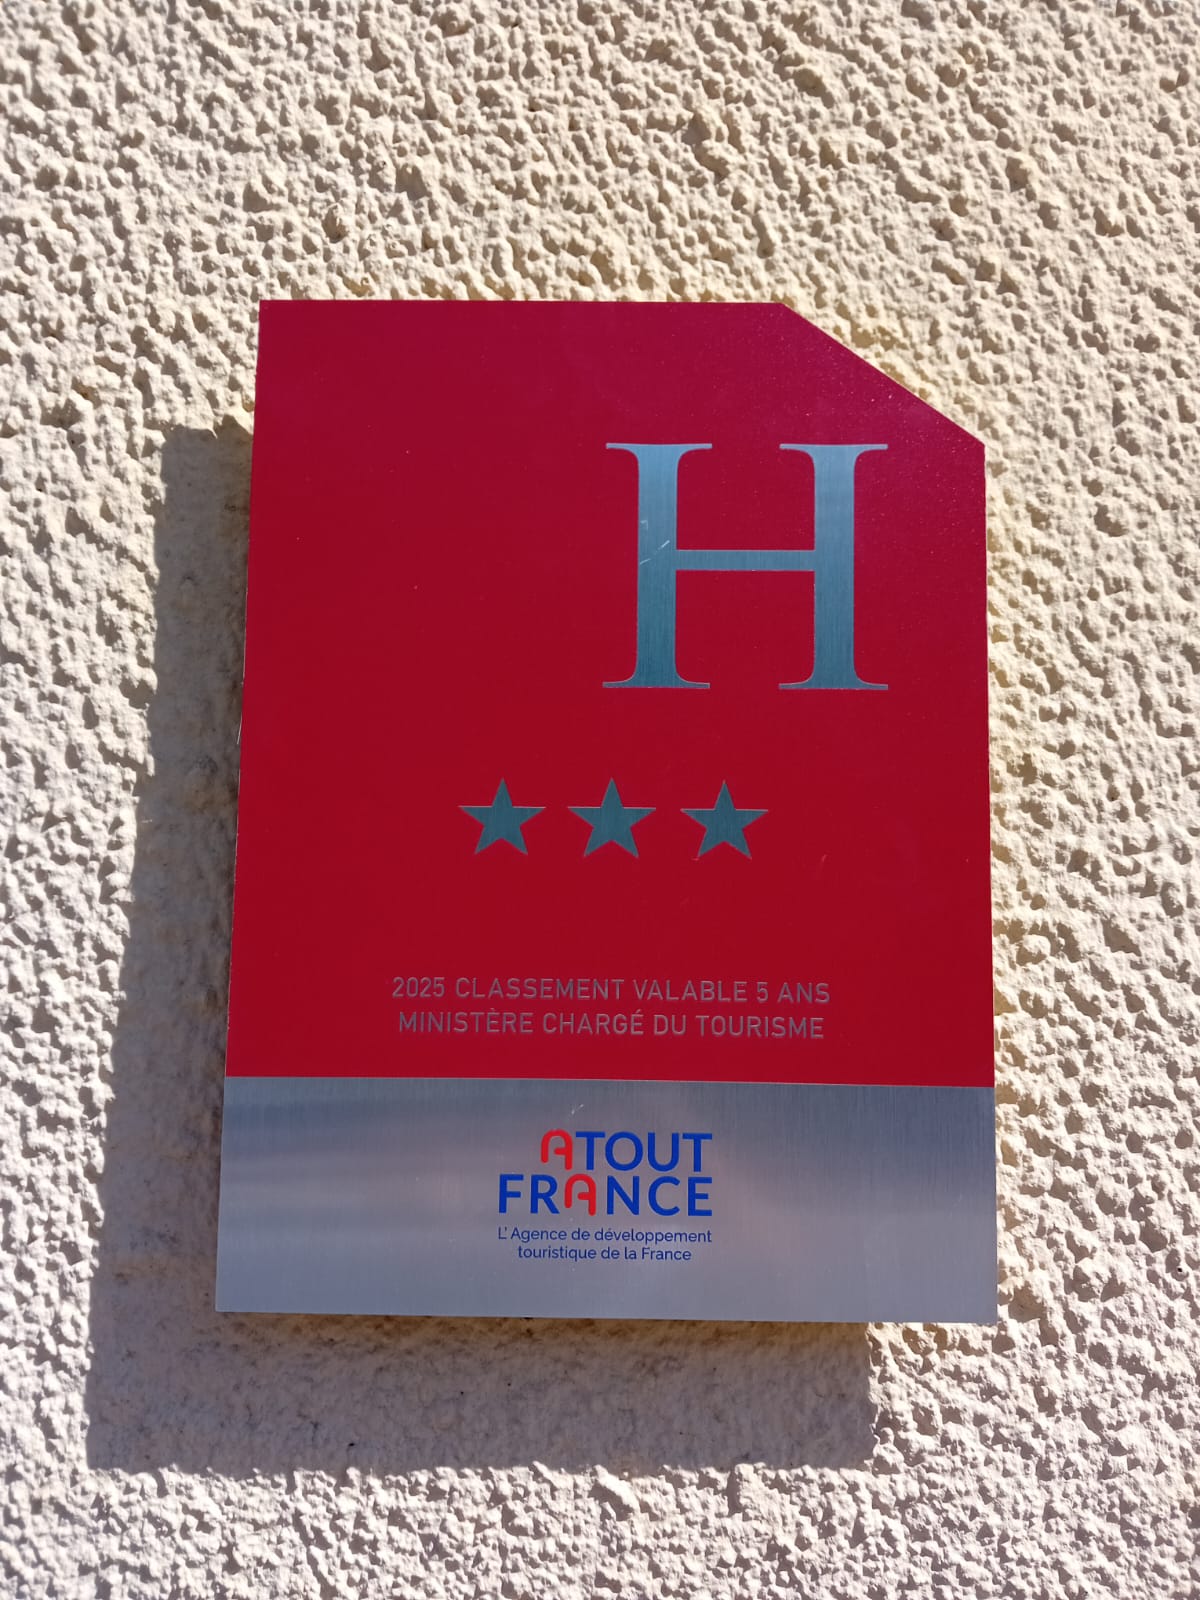 H
2025 CLASSEMENT VALABLE 5 ANS
MINISTÈRE CHARGÉ DU TOURISME
ATOUT
FRANCE
L'Agence de développement
touristique de la France